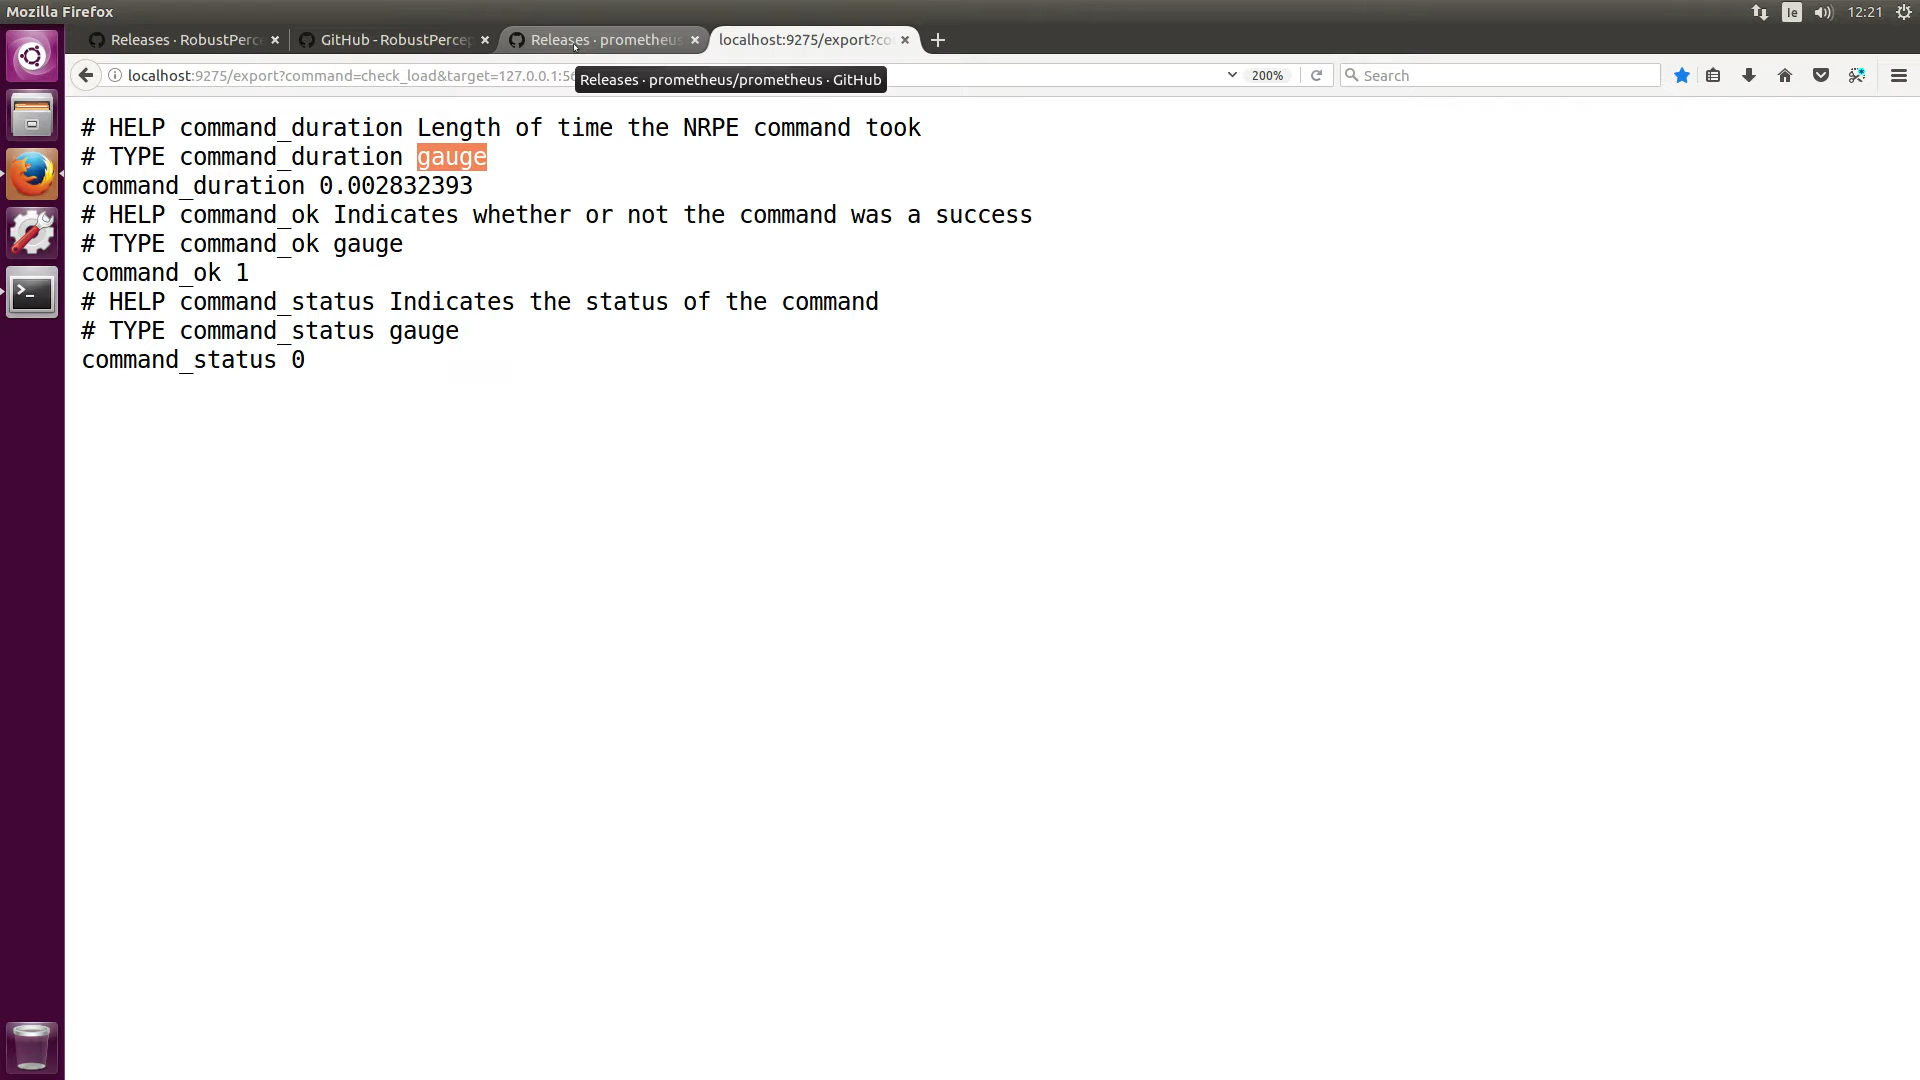 Mozilla Firefox
Ie
12:21
Releases · RobustPerce
GitHub - RobustPercep
Releases · prometheus
localhost:9275/export?co
localhost:9275/export?command=check_load&target=127.0.0.1:56
200%
Search
Releases · prometheus/prometheus · GitHub
# HELP command_duration Length of time the NRPE command took
# TYPE command_duration gauge
command_duration 0.002832393
# HELP command_ok Indicates whether or not the command was a success
# TYPE command_ok gauge
command_ok 1
# HELP command_status Indicates the status of the command
# TYPE command_status gauge
command_status 0